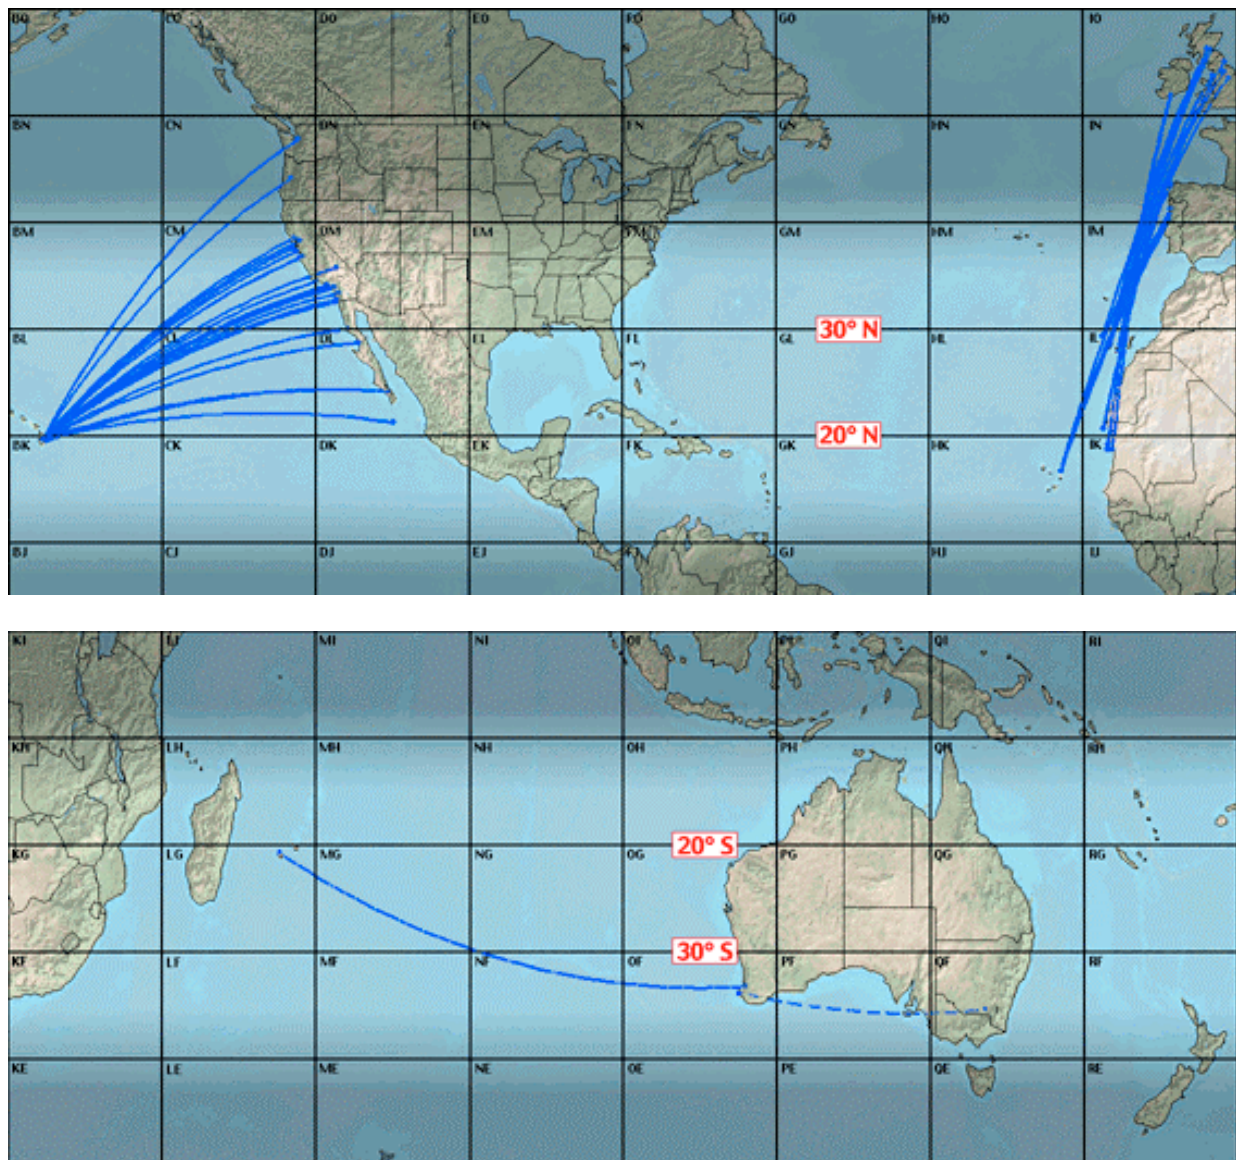 BO CO DO EO FO GO HO IO
BN CN DN EN FN GN HN IN
BM CM DM EM FM GM HM IM
30° N
BL CL DL EL FL GL HL IL
20° N
BK CK DK EK FK GK HK IK
BJ CJ DJ EJ FJ GJ HJ IJ
KI LI MI NI OI PI QI RI
KH LH MH NH OH PH QH RH
20° S
KG LG MG NG OG PG QG RG
30° S
KF LF MF NF OF PF QF RF
KE LE ME NE OE PE QE RE